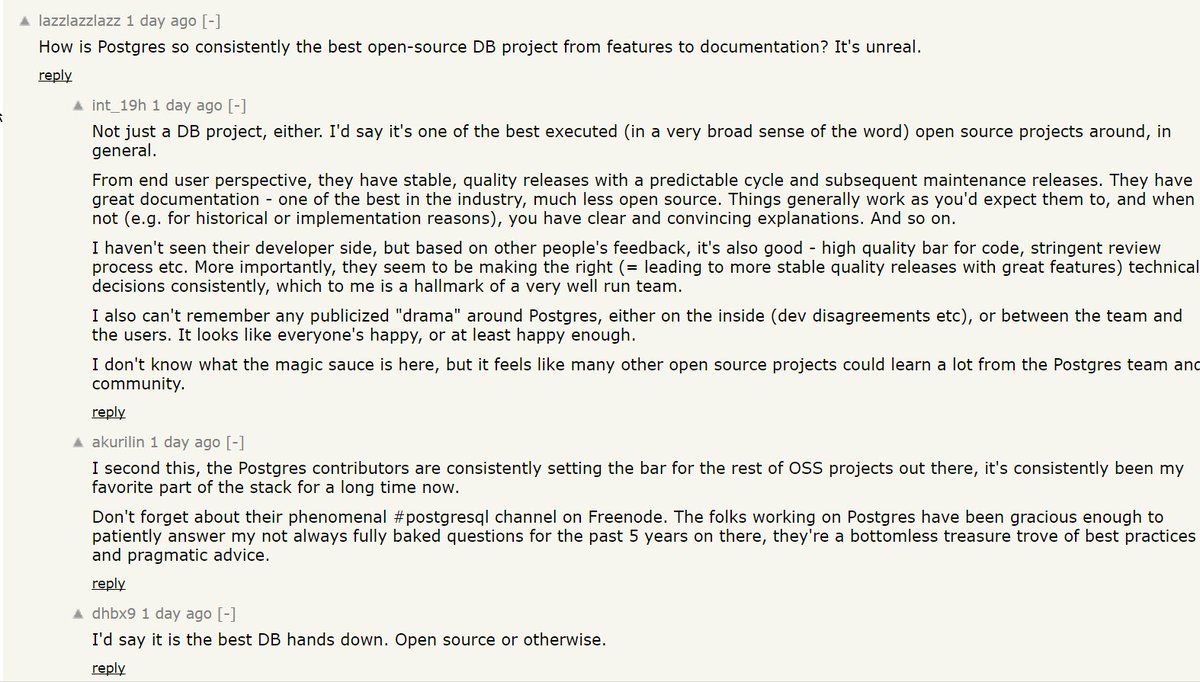 lazzlazzlazz 1 day ago [-]
How is Postgres so consistently the best open-source DB project from features to documentation? It's unreal.
reply
int_19h 1 day ago [-]
Not just a DB project, either. I'd say it's one of the best executed (in a very broad sense of the word) open source projects around, in
general.
From end user perspective, they have stable, quality releases with a predictable cycle and subsequent maintenance releases. They have
great documentation - one of the best in the industry, much less open source. Things generally work as you'd expect them to, and when
not (e.g. for historical or implementation reasons), you have clear and convincing explanations. And so on.
I haven't seen their developer side, but based on other people's feedback, it's also good - high quality bar for code, stringent review
process etc. More importantly, they seem to be making the right (= leading to more stable quality releases with great features) technical
decisions consistently, which to me is a hallmark of a very well run team.
I also can't remember any publicized "drama" around Postgres, either on the inside (dev disagreements etc), or between the team and
the users. It looks like everyone's happy, or at least happy enough.
I don't know what the magic sauce is here, but it feels like many other open source projects could learn a lot from the Postgres team and
community.
reply
akurilin 1 day ago [-]
I second this, the Postgres contributors are consistently setting the bar for the rest of OSS projects out there, it's consistently been my
favorite part of the stack for a long time now.
Don't forget about their phenomenal #postgresql channel on Freenode. The folks working on Postgres have been gracious enough to
patiently answer my not always fully baked questions for the past 5 years on there, they're a bottomless treasure trove of best practices
and pragmatic advice.
reply
dhbx9 1 day ago [-]
I'd say it is the best DB hands down. Open source or otherwise.
reply